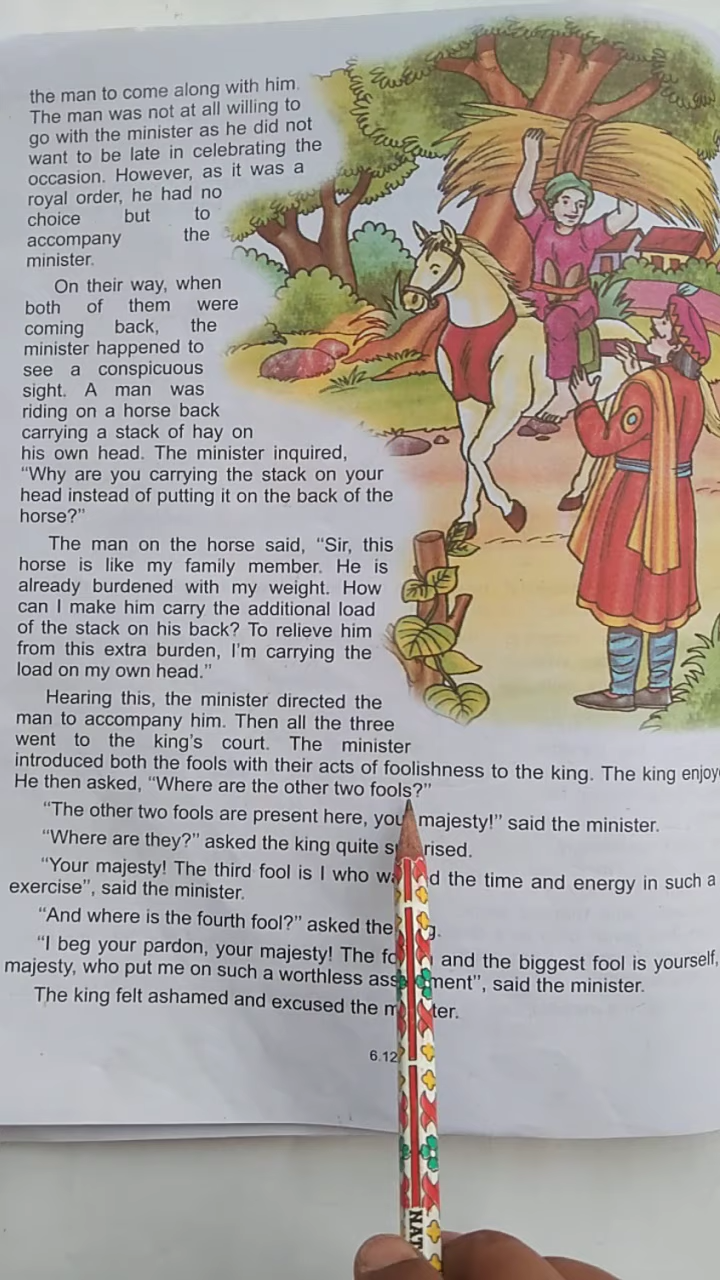 the man to come along with him.
The man was not at all willing to
go with the minister as he did not
want to be late in celebrating the
occasion. However, as it was a
royal order, he had no
choice but to
accompany the
minister.
On their way, when
both of them were
coming back, the
minister happened to
see a conspicuous
sight. A man was
riding on a horse back
carrying a stack of hay on
his own head. The minister inquired,
"Why are you carrying the stack on your
head instead of putting it on the back of the
horse?"
The man on the horse said, "Sir, this
horse is like my family member. He is
already burdened with my weight. How
can I make him carry the additional load
of the stack on his back? To relieve him
from this extra burden, I'm carrying the
load on my own head."
Hearing this, the minister directed the
man to accompany him. Then all the three
went to the king's court. The minister
introduced both the fools with their acts of foolishness to the king. The king
He then asked, "Where are the other two fools?"
"The other two fools are present here, majesty!" said the minister.
"Where are they?" asked the king quite
"Your majesty! The third fool is I who the time and energy in such a
exercise", said the minister.
"And where is the fourth fool?" asked the
"I beg your pardon, your majesty! The and the biggest fool is yourself,
majesty, who put me on such a worthless said the minister.
The king felt ashamed and excused the
6.12
NAT